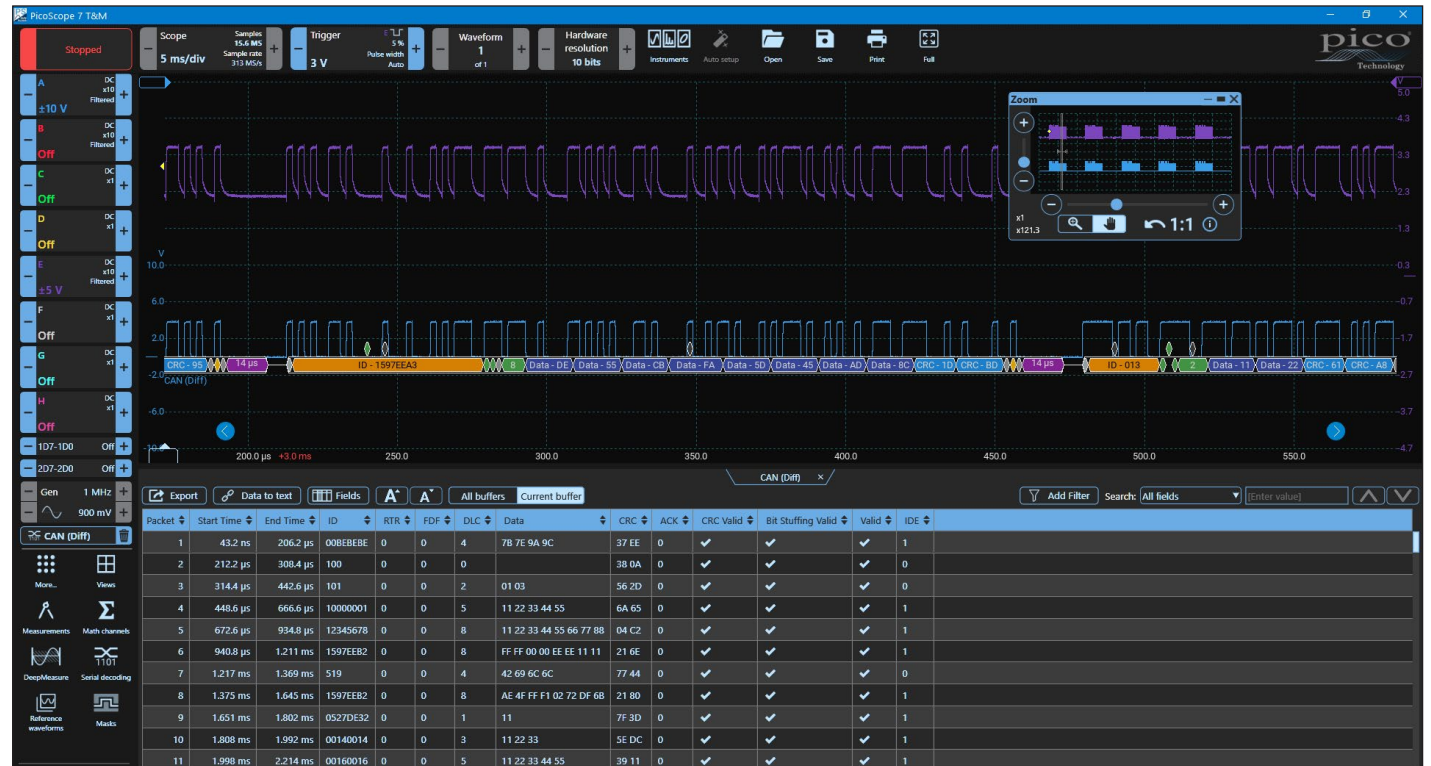 PicoScope 7 T&M
Stopped
Scope
5 ms/div
Samples
15.6 MS
Sample rate
313 MS/s
Trigger
3 V
E
5 %
Pulse width
Auto
Waveform
1
of 1
Hardware
resolution
10 bits
Instruments
Auto setup
Open
Save
Print
Full
pico
Technology
A
DC
x10
Filtered
±10 V
B
DC
x10
Filtered
Off
C
DC
x1
Off
D
DC
x1
Off
E
DC
x10
Filtered
±5 V
F
DC
x1
Off
G
DC
x1
Off
H
DC
x1
Off
1D7-1D0 Off
2D7-2D0 Off
Gen 1 MHz
900 mV
CAN (Diff)
More...
Views
Measurements
Math channels
DeepMeasure
Serial decoding
Reference
waveforms
Masks
V
5.0
4.3
3.3
2.3
1.3
0.3
-0.7
-1.7
-2.7
-3.7
-4.7
Zoom
x1
x121.3
1:1
V
10.0
6.0
2.0
-2.0
-6.0
-10.0
CRC - 95 14 µs ID - 1597EEA3 8 Data - DE Data - 55 Data - CB Data - FA Data - 5D Data - 45 Data - AD Data - 8C CRC - 1D CRC - BD 14 µs ID - 013 2 Data - 11 Data - 22 CRC - 61 CRC - A8
CAN (Diff)
200.0 µs +3.0 ms 250.0 300.0 350.0 400.0 450.0 500.0 550.0
CAN (Diff) ×
Export Data to text Fields A A All buffers Current buffer Add Filter Search: All fields [Enter value]
Packet Start Time End Time ID RTR FDF DLC Data CRC ACK CRC Valid Bit Stuffing Valid Valid IDE
1 43.2 ns 206.2 µs 00BEBEBE 0 0 4 7B 7E 9A 9C 37 EE 0 ✔ ✔ ✔ 1
2 212.2 µs 308.4 µs 100 0 0 0 38 0A 0 ✔ ✔ ✔ 0
3 314.4 µs 442.6 µs 101 0 0 2 01 03 56 2D 0 ✔ ✔ ✔ 0
4 448.6 µs 666.6 µs 10000001 0 0 5 11 22 33 44 55 6A 65 0 ✔ ✔ ✔ 1
5 672.6 µs 934.8 µs 12345678 0 0 8 11 22 33 44 55 66 77 88 04 C2 0 ✔ ✔ ✔ 1
6 940.8 µs 1.211 ms 1597EEB2 0 0 8 FF FF 00 00 EE EE 11 11 21 6E 0 ✔ ✔ ✔ 1
7 1.217 ms 1.369 ms 519 0 0 4 42 69 6C 6C 77 44 0 ✔ ✔ ✔ 0
8 1.375 ms 1.645 ms 1597EEB2 0 0 8 AE 4F FF F1 02 72 DF 6B 21 80 0 ✔ ✔ ✔ 1
9 1.651 ms 1.802 ms 0527DE32 0 0 1 11 7F 3D 0 ✔ ✔ ✔ 1
10 1.808 ms 1.992 ms 00140014 0 0 3 11 22 33 5E DC 0 ✔ ✔ ✔ 1
11 1.998 ms 2.214 ms 00160016 0 0 5 11 22 33 44 55 39 11 0 ✔ ✔ ✔ 1